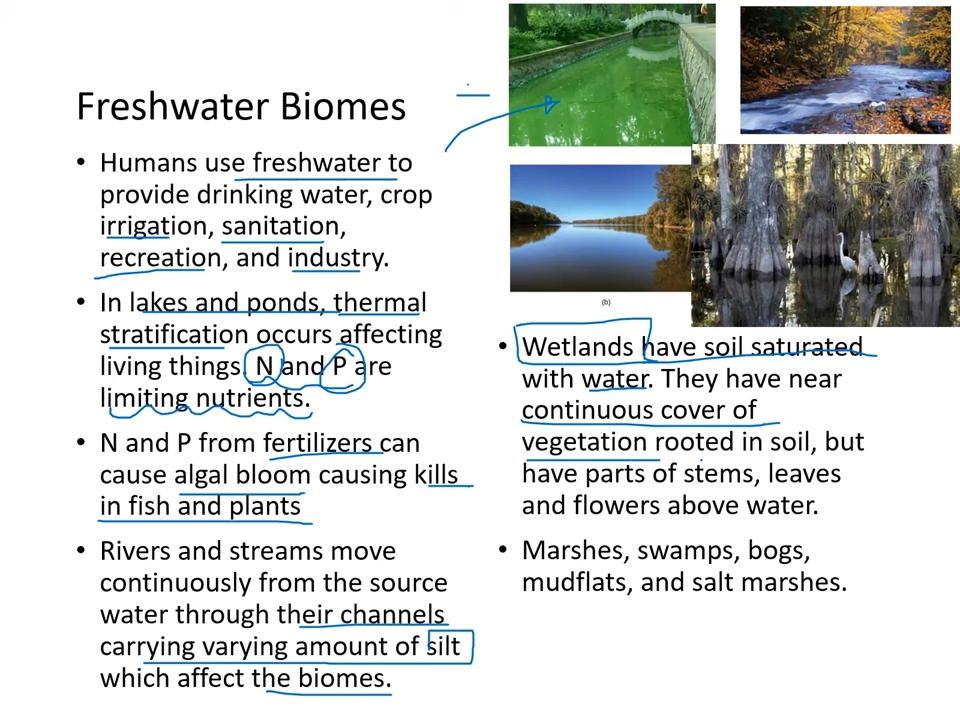 Freshwater Biomes
• Humans use freshwater to
provide drinking water, crop
irrigation, sanitation,
recreation, and industry.
• In lakes and ponds, thermal
stratification occurs affecting
living things. N and P are
limiting nutrients.
• N and P from fertilizers can
cause algal bloom causing kills
in fish and plants
• Rivers and streams move
continuously from the source
water through their channels
carrying varying amount of silt
which affect the biomes.
(b)
• Wetlands have soil saturated
with water. They have near
continuous cover of
vegetation rooted in soil, but
have parts of stems, leaves
and flowers above water.
• Marshes, swamps, bogs,
mudflats, and salt marshes.